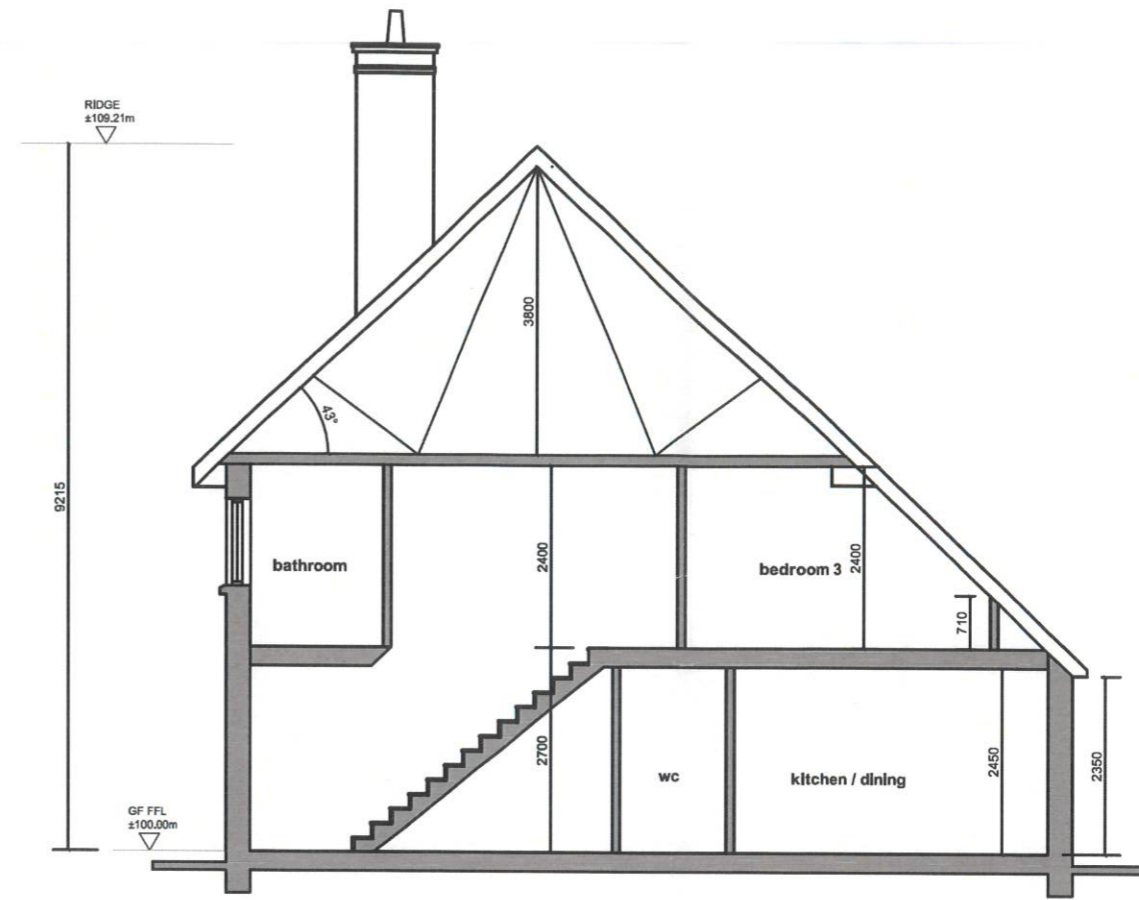 RIDGE
±109.21m
3800
43°
9215
bathroom
2400
bedroom 3
2400
710
2700
wc
kitchen / dining
2450
2350
GF FFL
±100.00m